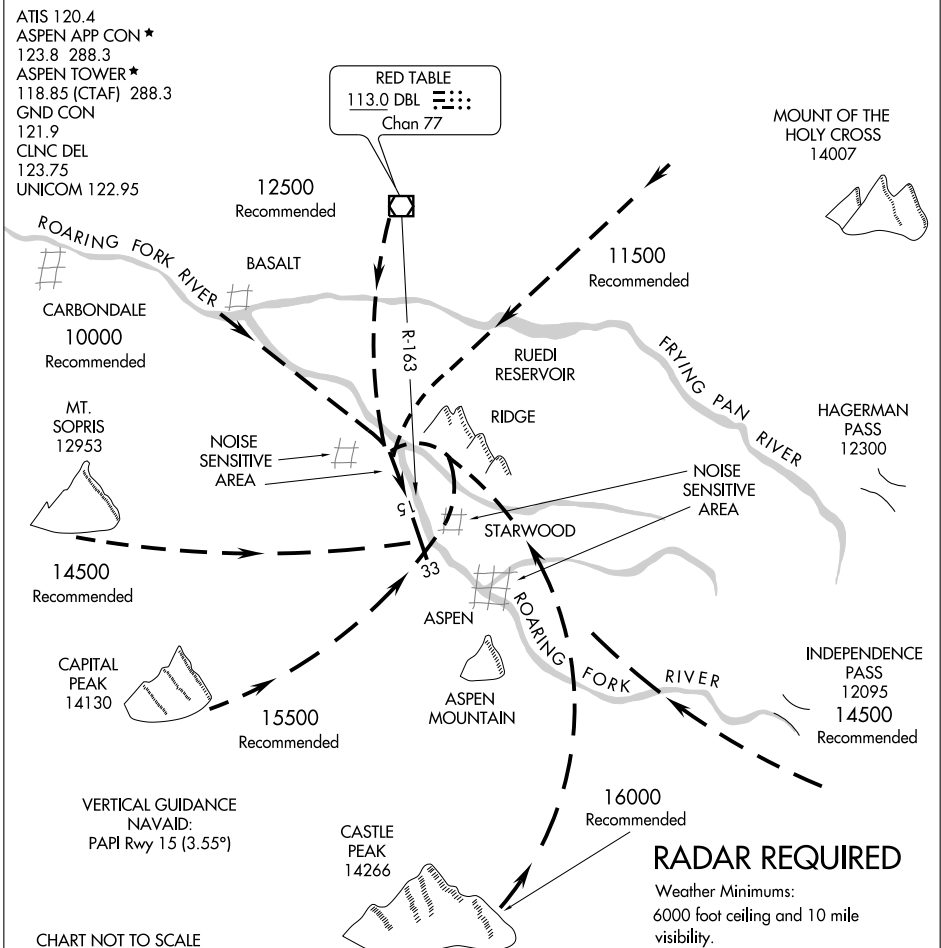 ATIS 120.4
ASPEN APP CON ★
123.8 288.3
ASPEN TOWER ★
118.85 (CTAF) 288.3
GND CON
121.9
CLNC DEL
123.75
UNICOM 122.95
RED TABLE
113.0 DBL
Chan 77
MOUNT OF THE
HOLY CROSS
14007
12500
Recommended
11500
Recommended
ROARING FORK RIVER
BASALT
CARBONDALE
10000
Recommended
R-163
RUEDI
RESERVOIR
FRYING PAN RIVER
MT.
SOPRIS
12953
NOISE
SENSITIVE
AREA
RIDGE
HAGERMAN
PASS
12300
NOISE
SENSITIVE
AREA
15
STARWOOD
33
14500
Recommended
ASPEN
ROARING FORK RIVER
CAPITAL
PEAK
14130
ASPEN
MOUNTAIN
INDEPENDENCE
PASS
12095
14500
Recommended
15500
Recommended
VERTICAL GUIDANCE
NAVAID:
PAPI Rwy 15 (3.55°)
16000
Recommended
CASTLE
PEAK
14266
RADAR REQUIRED
Weather Minimums:
6000 foot ceiling and 10 mile
visibility.
CHART NOT TO SCALE